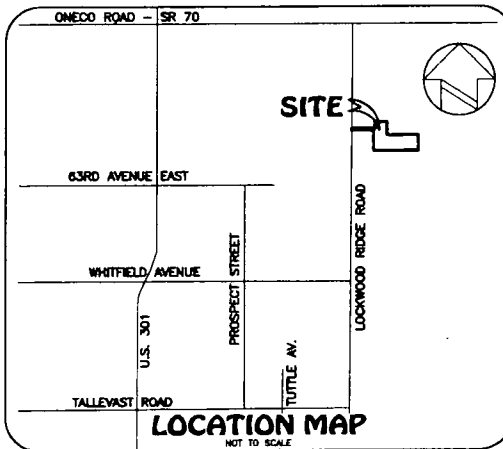 ONECO ROAD - SR 70
SITE
63RD AVENUE EAST
LOCKWOOD RIDGE ROAD
PROSPECT STREET
WHITFIELD AVENUE
U.S. 301
TUTTLE AV.
TALLEVAST ROAD
LOCATION MAP
NOT TO SCALE